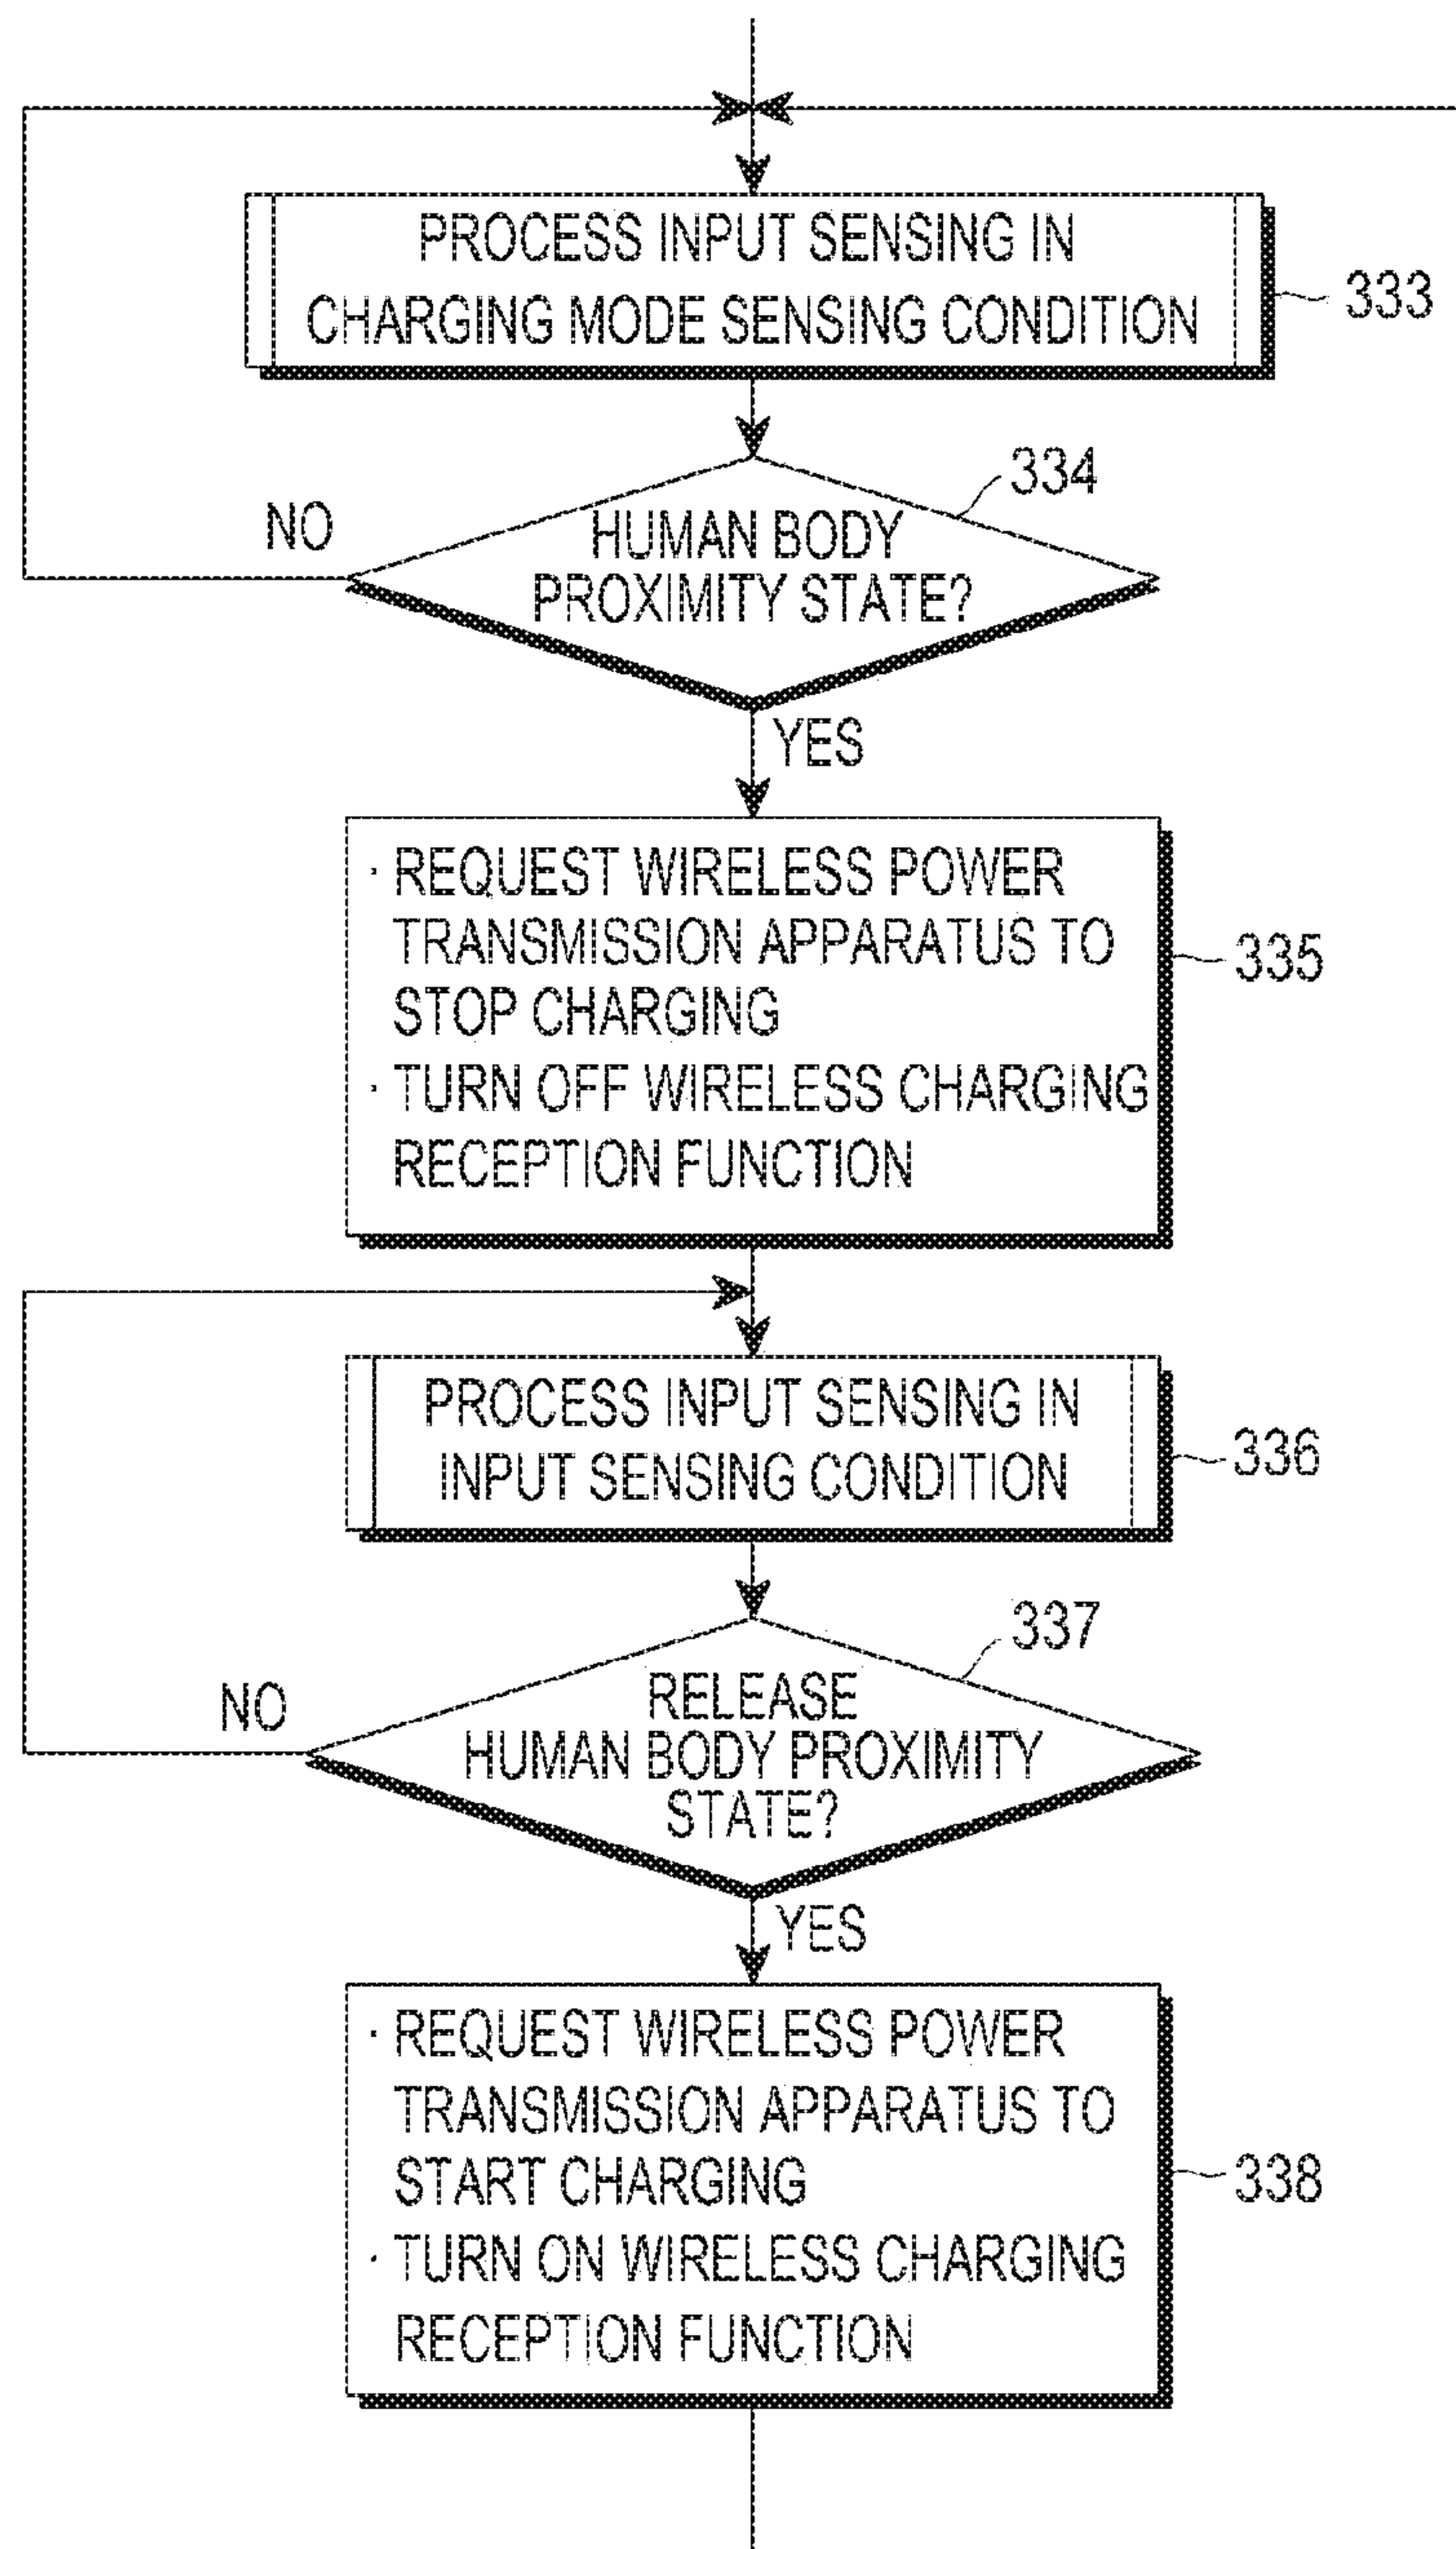 PROCESS INPUT SENSING IN
CHARGING MODE SENSING CONDITION
333
334
NO
HUMAN BODY
PROXIMITY STATE?
YES
· REQUEST WIRELESS POWER
TRANSMISSION APPARATUS TO
STOP CHARGING
· TURN OFF WIRELESS CHARGING
RECEPTION FUNCTION
335
PROCESS INPUT SENSING IN
INPUT SENSING CONDITION
336
337
NO
RELEASE
HUMAN BODY PROXIMITY
STATE?
YES
· REQUEST WIRELESS POWER
TRANSMISSION APPARATUS TO
START CHARGING
· TURN ON WIRELESS CHARGING
RECEPTION FUNCTION
338